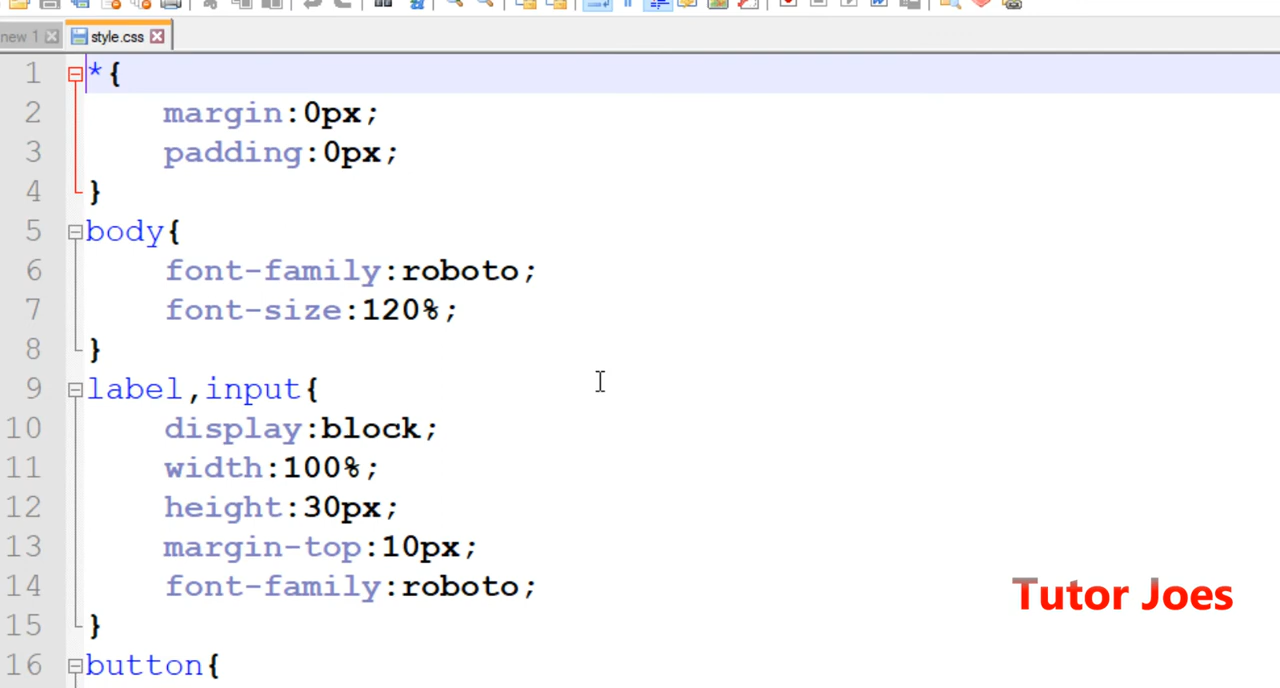 new 1 style.css
1 *{
2 margin:0px;
3 padding:0px;
4 }
5 body{
6 font-family:roboto;
7 font-size:120%;
8 }
9 label,input{
10 display:block;
11 width:100%;
12 height:30px;
13 margin-top:10px;
14 font-family:roboto;
Tutor Joes
15 }
16 button{